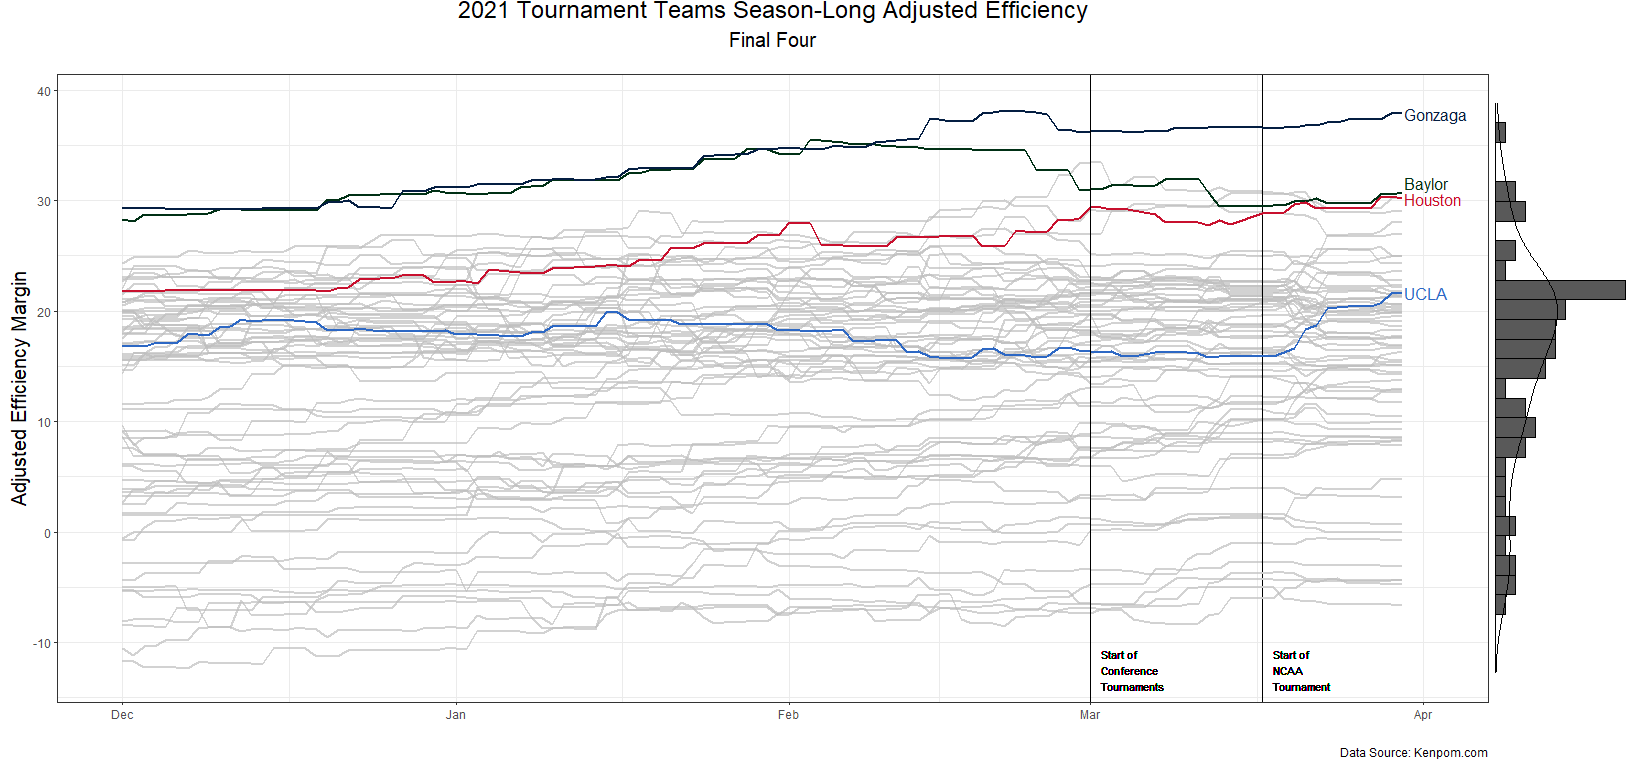 2021 Tournament Teams Season-Long Adjusted Efficiency
Final Four
Adjusted Efficiency Margin
40
30
20
10
0
-10
Gonzaga
Baylor
Houston
UCLA
Start of
Conference
Tournaments
Start of
NCAA
Tournament
Dec
Jan
Feb
Mar
Apr
Data Source: Kenpom.com